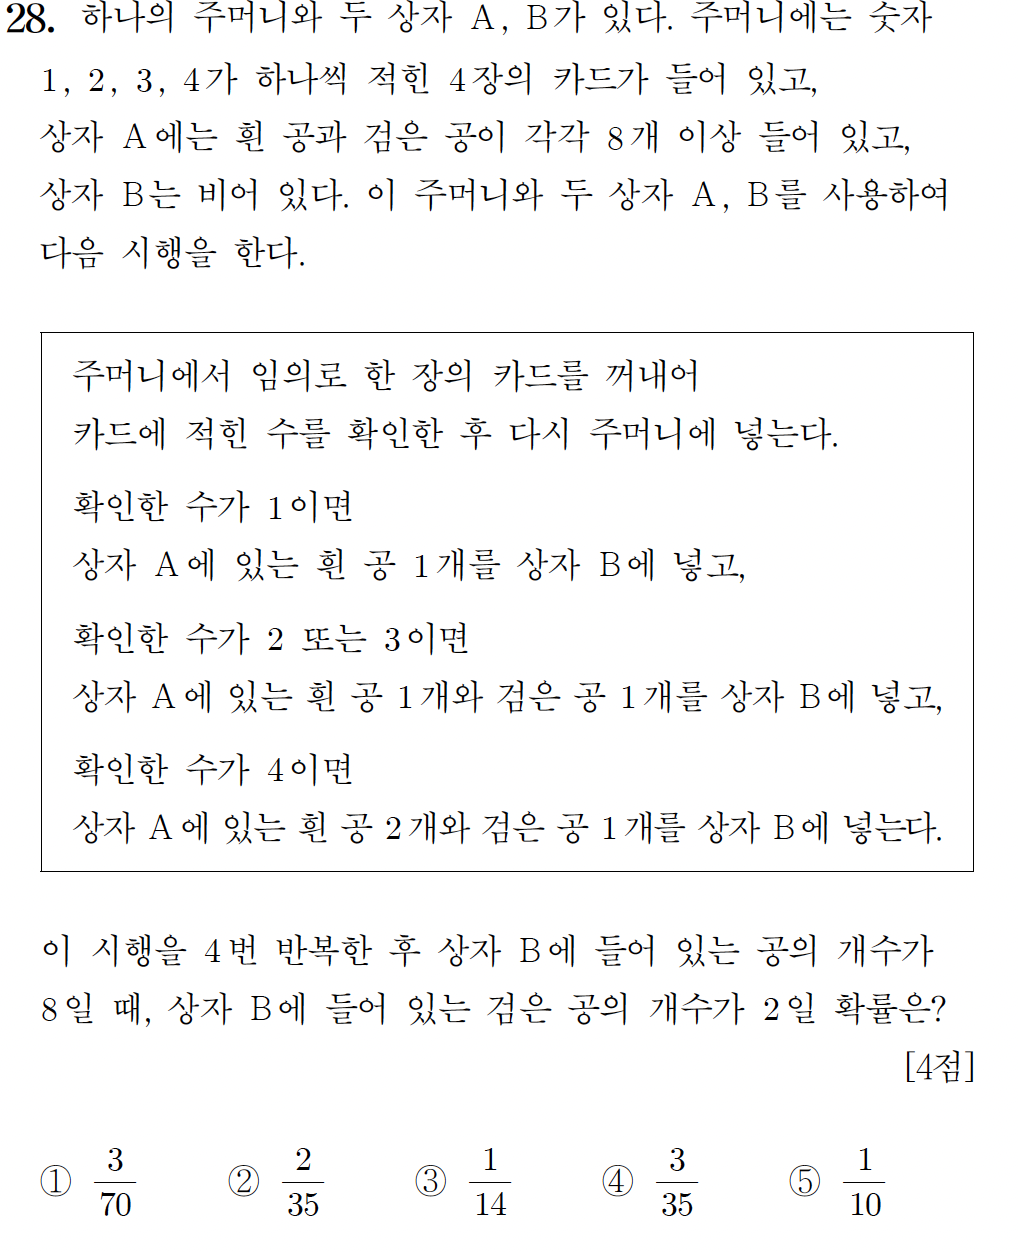 28. 하나의 주머니와 두 상자 A, B가 있다. 주머니에는 숫자
1, 2, 3, 4가 하나씩 적힌 4장의 카드가 들어 있고,
상자 A에는 흰 공과 검은 공이 각각 8개 이상 들어 있고,
상자 B는 비어 있다. 이 주머니와 두 상자 A, B를 사용하여
다음 시행을 한다.
주머니에서 임의로 한 장의 카드를 꺼내어
카드에 적힌 수를 확인한 후 다시 주머니에 넣는다.
확인한 수가 1이면
상자 A에 있는 흰 공 1개를 상자 B에 넣고,
확인한 수가 2 또는 3이면
상자 A에 있는 흰 공 1개와 검은 공 1개를 상자 B에 넣고,
확인한 수가 4이면
상자 A에 있는 흰 공 2개와 검은 공 1개를 상자 B에 넣는다.
이 시행을 4번 반복한 후 상자 B에 들어 있는 공의 개수가
8일 때, 상자 B에 들어 있는 검은 공의 개수가 2일 확률은?
[4점]
① 3/70 ② 2/35 ③ 1/14 ④ 3/35 ⑤ 1/10